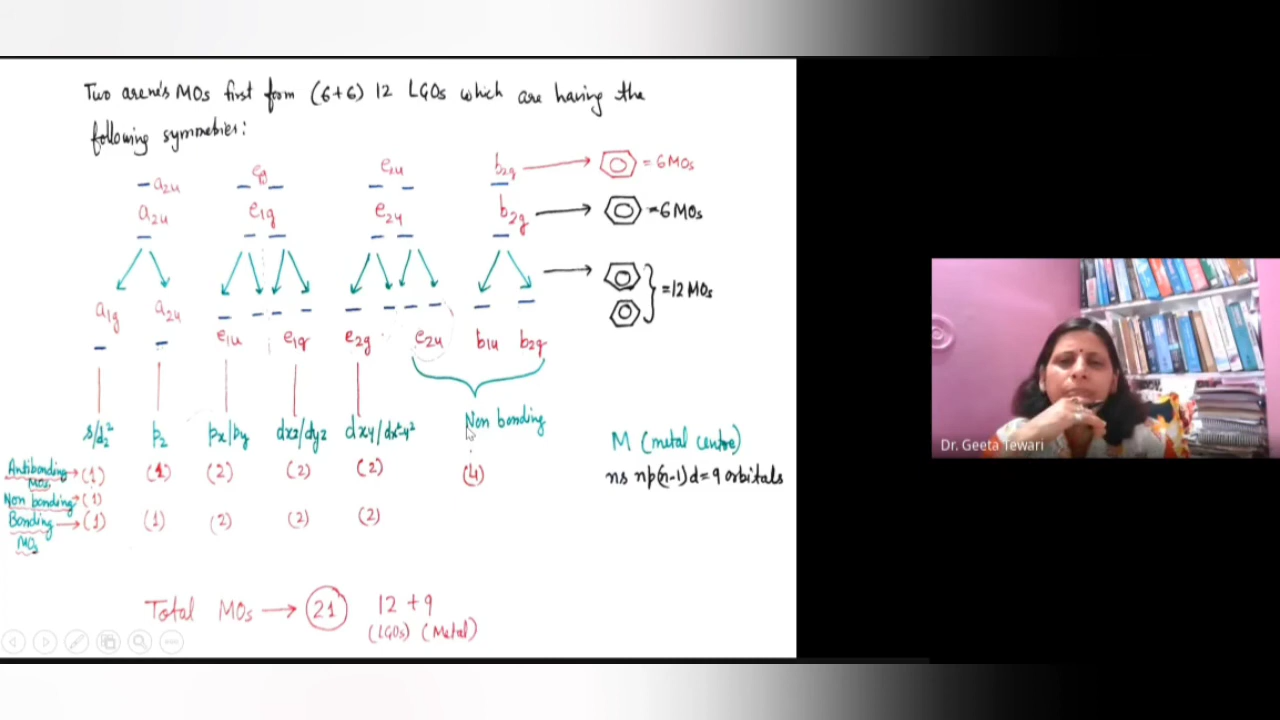 Two arene's MOs first from (6+6) 12 LGOs which are having the
following symmetries:
a2u eg e2u b2g → = 6 MOs
a2u e1g e2u b2g → = 6 MOs
→ } = 12 MOs
a1g a2u e1u e1g e2g e2u b1u b2g
s/dz² pz px/py dxz/dyz dxy/dx²-y² Non bonding
M (metal centre)
ns np(n-1)d = 9 orbitals
Antibonding MOs → (1) (1) (2) (2) (2) (4)
Non bonding → (1)
Bonding MOs → (1) (1) (2) (2) (2)
Total MOs → 21 12 + 9
(LGOs) (Metal)
Dr. Geeta Tewari